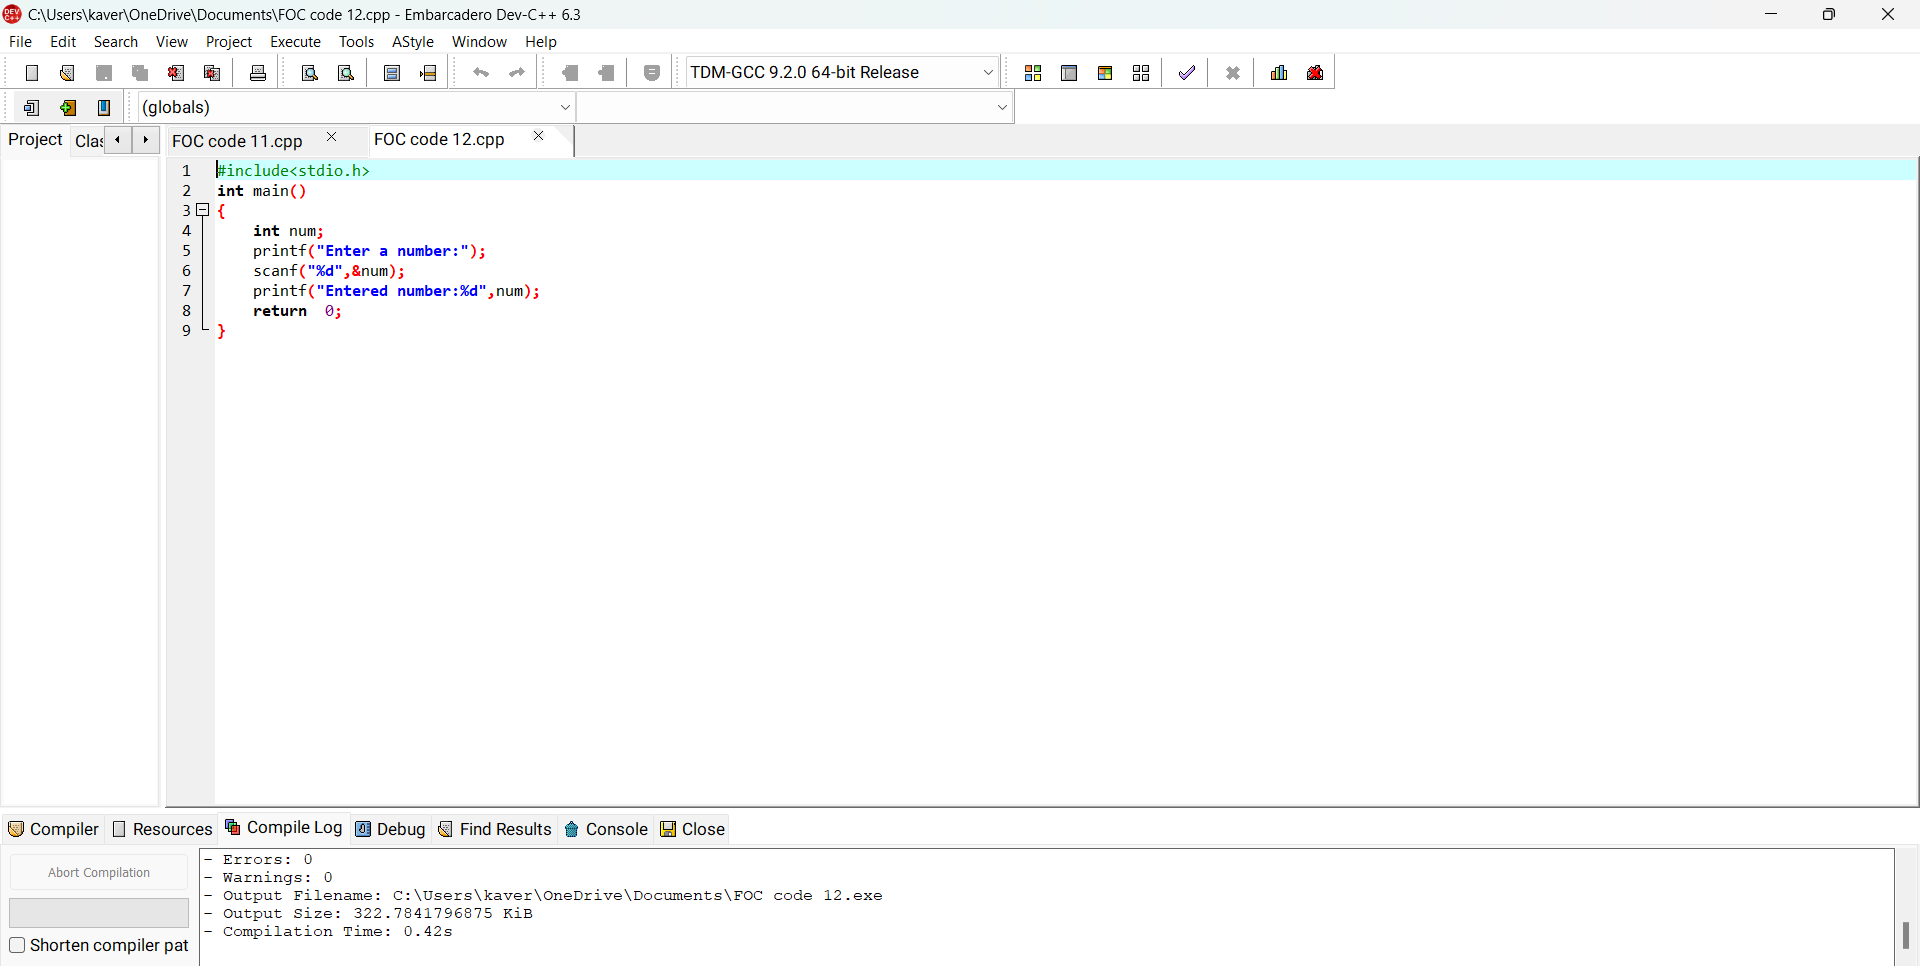 C:\Users\kaver\OneDrive\Documents\FOC code 12.cpp - Embarcadero Dev-C++ 6.3
File Edit Search View Project Execute Tools AStyle Window Help
TDM-GCC 9.2.0 64-bit Release
(globals)
Project FOC code 11.cpp FOC code 12.cpp
1 #include<stdio.h>
2 int main()
3 {
4 int num;
5 printf("Enter a number:");
6 scanf("%d",&num);
7 printf("Entered number:%d",num);
8 return  0;
9 }
Compiler Resources Compile Log Debug Find Results Console Close
Abort Compilation
Shorten compiler pat
- Errors: 0
- Warnings: 0
- Output Filename: C:\Users\kaver\OneDrive\Documents\FOC code 12.exe
- Output Size: 322.7841796875 KiB
- Compilation Time: 0.42s